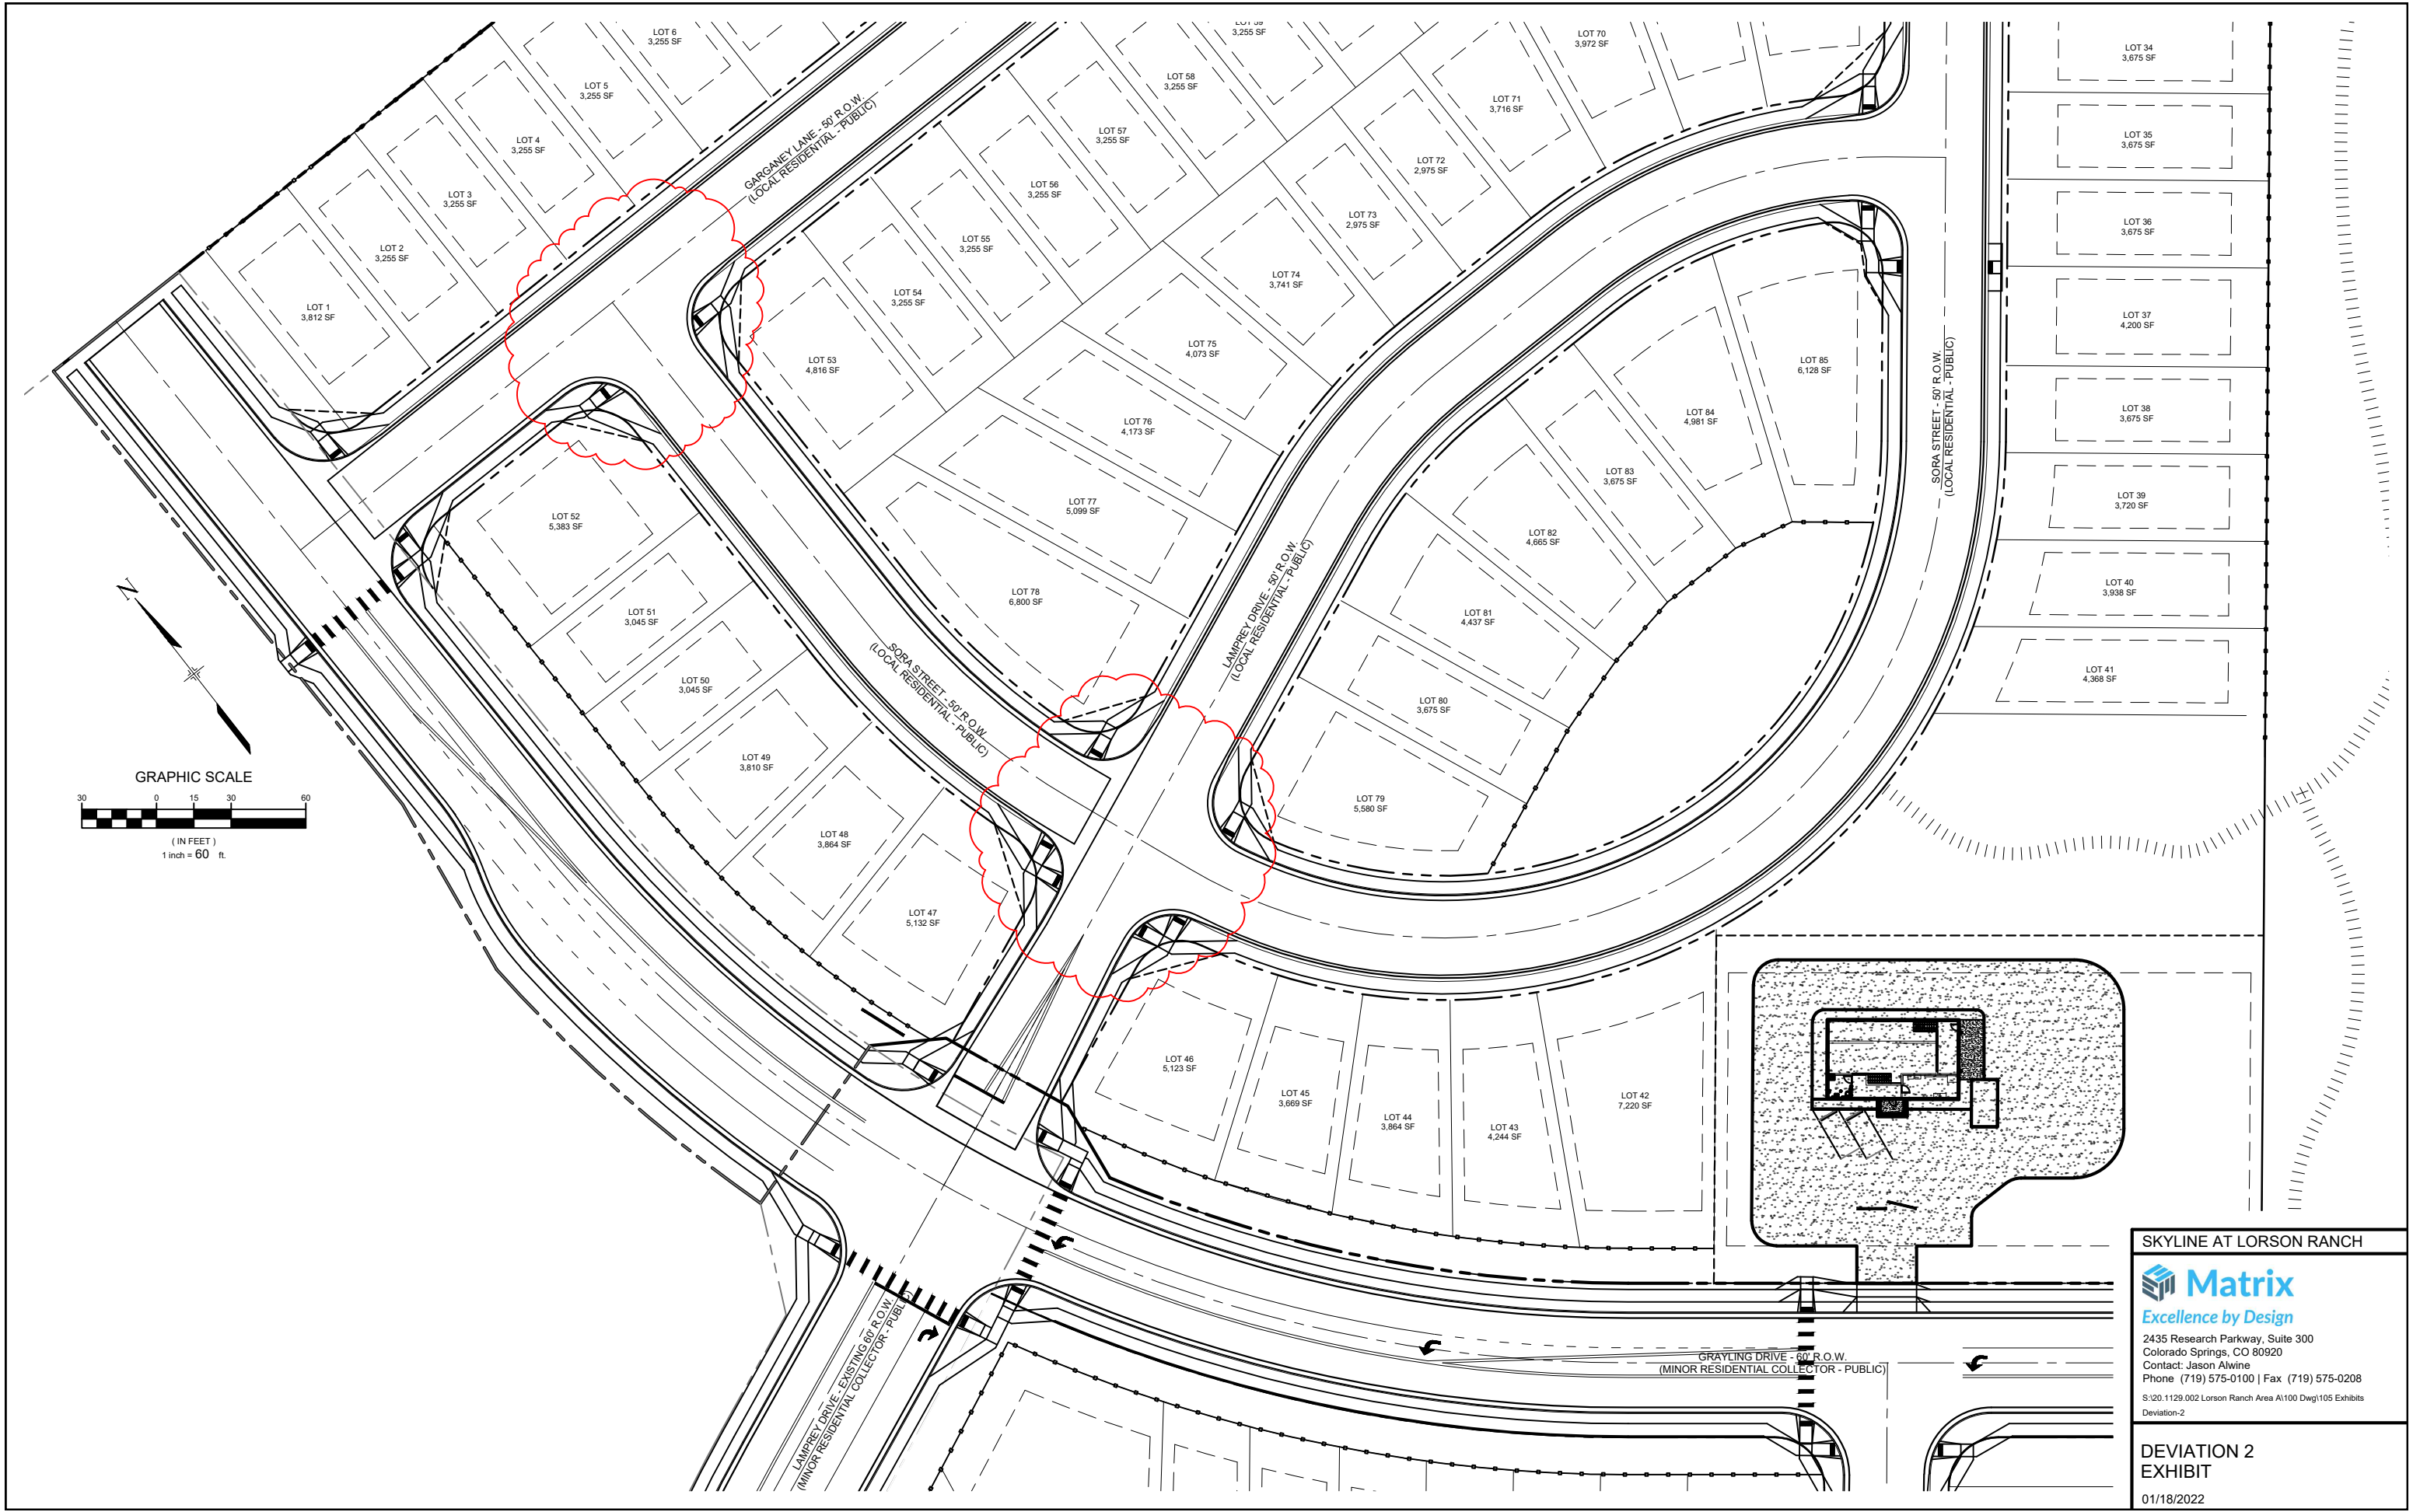 LOT 59
3,255 SF
LOT 6
3,255 SF
LOT 70
3,972 SF
LOT 34
3,675 SF
LOT 5
3,255 SF
LOT 58
3,255 SF
LOT 71
3,716 SF
LOT 4
3,255 SF
GARGANEY LANE - 50' R.O.W.
(LOCAL RESIDENTIAL - PUBLIC)
LOT 57
3,255 SF
LOT 35
3,675 SF
LOT 72
2,975 SF
LOT 3
3,255 SF
LOT 56
3,255 SF
LOT 73
2,975 SF
LOT 36
3,675 SF
LOT 2
3,255 SF
LOT 55
3,255 SF
LOT 74
3,741 SF
LOT 1
3,812 SF
LOT 54
3,255 SF
LOT 37
4,200 SF
LOT 53
4,816 SF
LOT 75
4,073 SF
LOT 85
6,128 SF
SORA STREET - 50' R.O.W.
(LOCAL RESIDENTIAL - PUBLIC)
LOT 76
4,173 SF
LOT 84
4,981 SF
LOT 38
3,675 SF
LOT 83
3,675 SF
LOT 52
5,383 SF
LOT 77
5,099 SF
LOT 39
3,720 SF
LOT 82
4,665 SF
LOT 78
6,800 SF
LAMPREY DRIVE - 50' R.O.W.
(LOCAL RESIDENTIAL - PUBLIC)
LOT 40
3,938 SF
N
LOT 51
3,045 SF
LOT 81
4,437 SF
LOT 50
3,045 SF
SORA STREET - 50' R.O.W.
(LOCAL RESIDENTIAL - PUBLIC)
LOT 41
4,368 SF
LOT 80
3,675 SF
LOT 49
3,810 SF
GRAPHIC SCALE
30 0 15 30 60
( IN FEET )
1 inch = 60 ft.
LOT 79
5,580 SF
LOT 48
3,864 SF
LOT 47
5,132 SF
LOT 46
5,123 SF
LOT 45
3,669 SF
LOT 44
3,864 SF
LOT 43
4,244 SF
LOT 42
7,220 SF
LAMPREY DRIVE - EXISTING 60' R.O.W.
(MINOR RESIDENTIAL COLLECTOR - PUBLIC)
GRAYLING DRIVE - 60' R.O.W.
(MINOR RESIDENTIAL COLLECTOR - PUBLIC)
SKYLINE AT LORSON RANCH
Matrix
Excellence by Design
2435 Research Parkway, Suite 300
Colorado Springs, CO 80920
Contact: Jason Alwine
Phone (719) 575-0100 | Fax (719) 575-0208
S:\20.1129.002 Lorson Ranch Area A\100 Dwg\105 Exhibits
Deviation-2
DEVIATION 2
EXHIBIT
01/18/2022